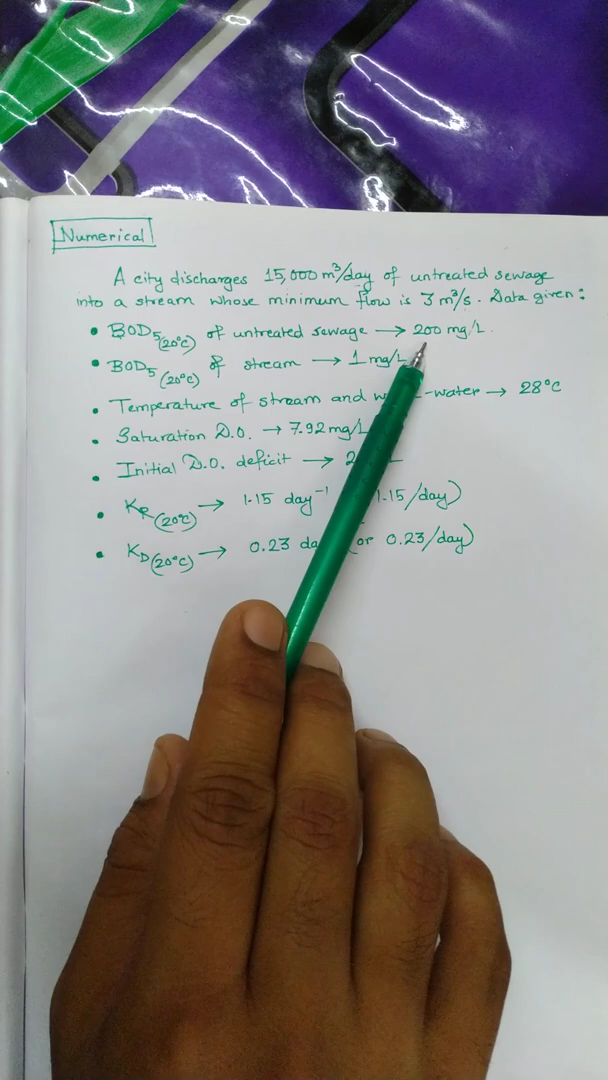 Numerical
A city discharges 15,000 m³/day of untreated sewage
into a stream whose minimum flow is 3 m³/s. Data given:
• BOD₅(20°C) of untreated sewage → 200 mg/L.
• BOD₅(20°C) of stream → 1 mg/L
• Temperature of stream and -water → 28°C
• Saturation D.O. → 7.92 mg/L
• Initial D.O. deficit → 2
• K_R(20°C) → 1.15 day⁻¹ 1.15/day)
• K_D(20°C) → 0.23 da (or 0.23/day)